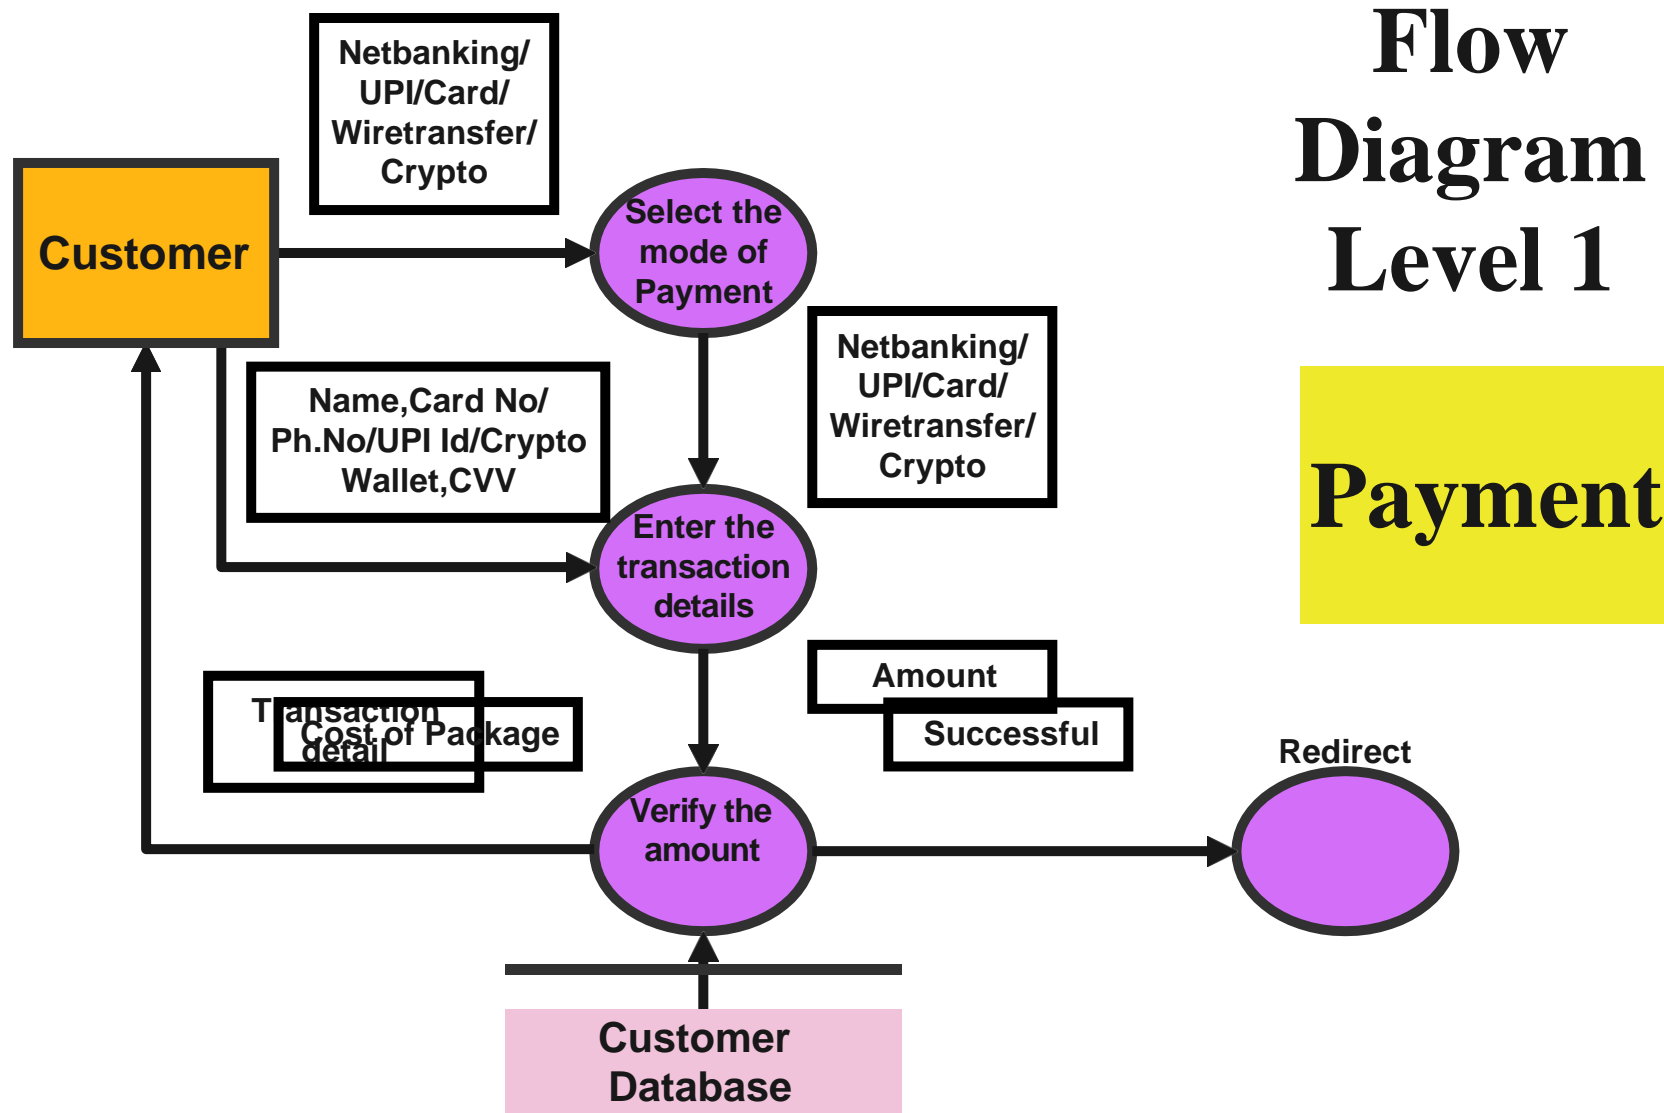 Flow
Diagram
Level 1
Payment
Netbanking/
UPI/Card/
Wiretransfer/
Crypto
Customer
Select the
mode of
Payment
Netbanking/
UPI/Card/
Wiretransfer/
Crypto
Name,Card No/
Ph.No/UPI Id/Crypto
Wallet,CVV
Enter the
transaction
details
Amount
Transaction
detail
Cost of Package
Successful
Redirect
Verify the
amount
Customer
Database